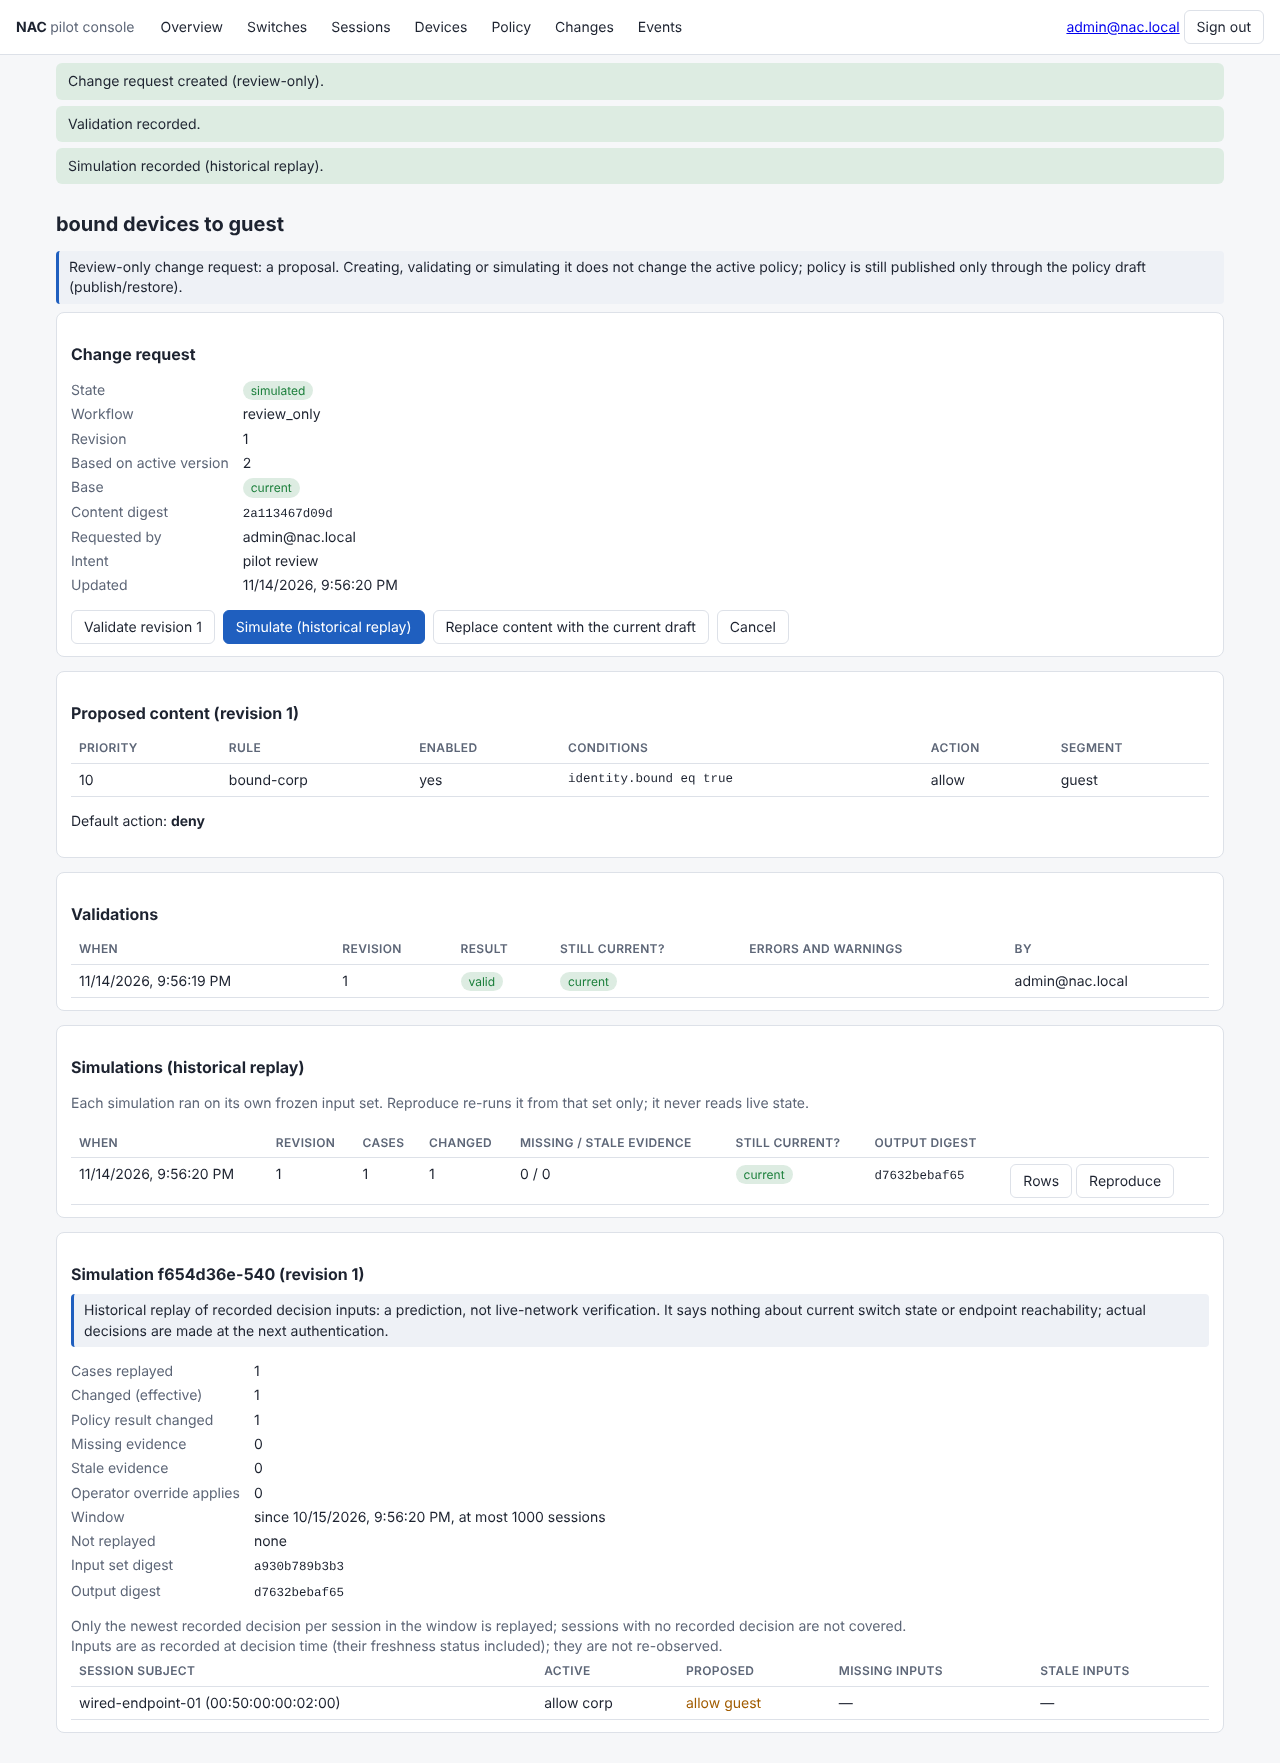 NAC pilot console Overview Switches Sessions Devices Policy Changes Events admin@nac.local Sign out
Change request created (review-only).
Validation recorded.
Simulation recorded (historical replay).
bound devices to guest
Review-only change request: a proposal. Creating, validating or simulating it does not change the active policy; policy is still published only through the policy draft
(publish/restore).
Change request
State simulated
Workflow review_only
Revision 1
Based on active version 2
Base current
Content digest 2a113467d09d
Requested by admin@nac.local
Intent pilot review
Updated 11/14/2026, 9:56:20 PM
Validate revision 1 Simulate (historical replay) Replace content with the current draft Cancel
Proposed content (revision 1)
PRIORITY RULE ENABLED CONDITIONS ACTION SEGMENT
10 bound-corp yes identity.bound eq true allow guest
Default action: deny
Validations
WHEN REVISION RESULT STILL CURRENT? ERRORS AND WARNINGS BY
11/14/2026, 9:56:19 PM 1 valid current admin@nac.local
Simulations (historical replay)
Each simulation ran on its own frozen input set. Reproduce re-runs it from that set only; it never reads live state.
WHEN REVISION CASES CHANGED MISSING / STALE EVIDENCE STILL CURRENT? OUTPUT DIGEST
11/14/2026, 9:56:20 PM 1 1 1 0 / 0 current d7632bebaf65 Rows Reproduce
Simulation f654d36e-540 (revision 1)
Historical replay of recorded decision inputs: a prediction, not live-network verification. It says nothing about current switch state or endpoint reachability; actual
decisions are made at the next authentication.
Cases replayed 1
Changed (effective) 1
Policy result changed 1
Missing evidence 0
Stale evidence 0
Operator override applies 0
Window since 10/15/2026, 9:56:20 PM, at most 1000 sessions
Not replayed none
Input set digest a930b789b3b3
Output digest d7632bebaf65
Only the newest recorded decision per session in the window is replayed; sessions with no recorded decision are not covered.
Inputs are as recorded at decision time (their freshness status included); they are not re-observed.
SESSION SUBJECT ACTIVE PROPOSED MISSING INPUTS STALE INPUTS
wired-endpoint-01 (00:50:00:00:02:00) allow corp allow guest — —